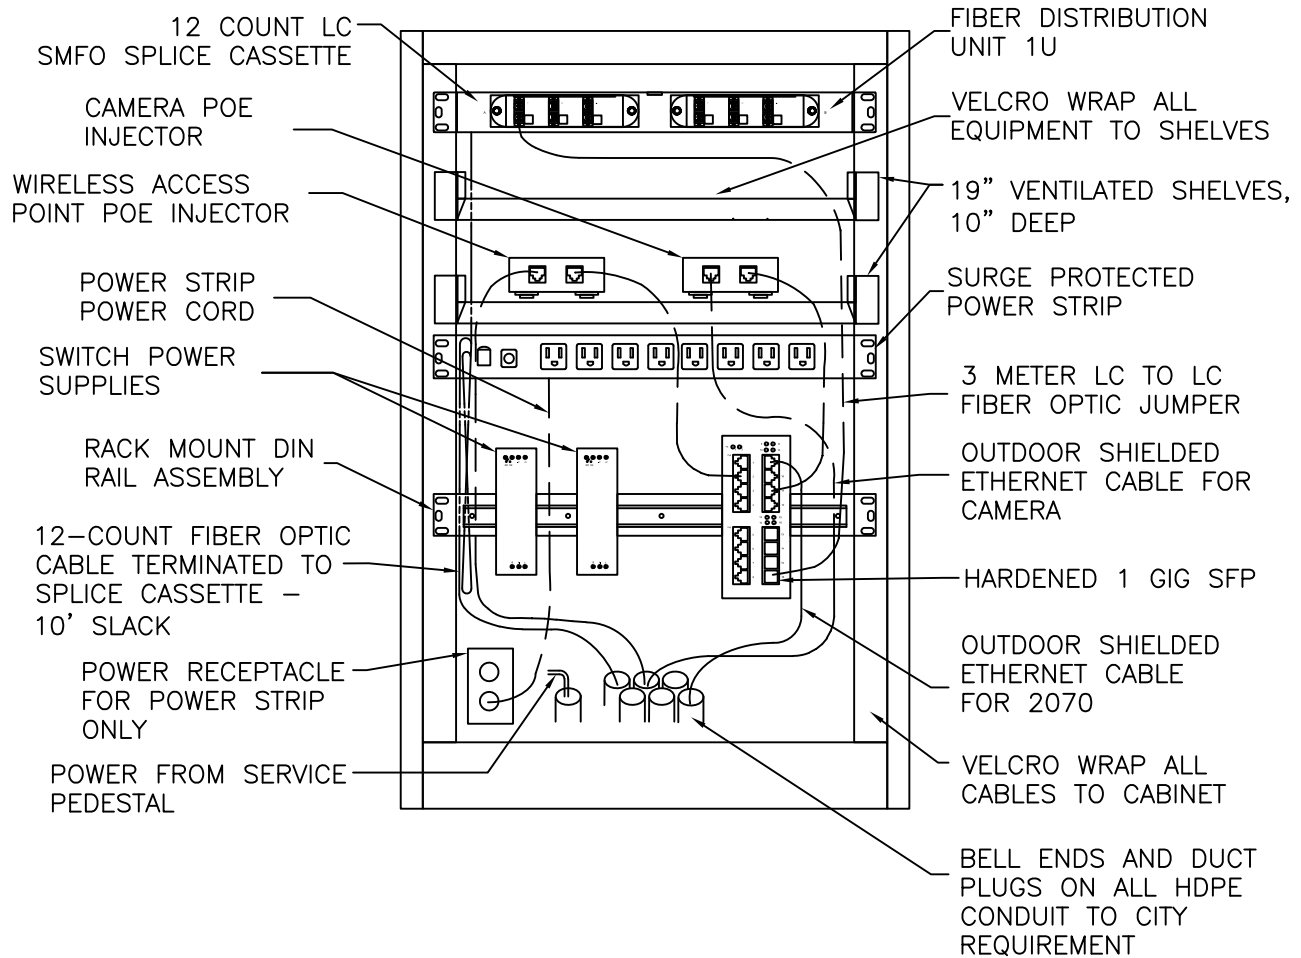 12 COUNT LC
SMFO SPLICE CASSETTE
CAMERA POE
INJECTOR
WIRELESS ACCESS
POINT POE INJECTOR
POWER STRIP
POWER CORD
SWITCH POWER
SUPPLIES
RACK MOUNT DIN
RAIL ASSEMBLY
12–COUNT FIBER OPTIC
CABLE TERMINATED TO
SPLICE CASSETTE –
10' SLACK
POWER RECEPTACLE
FOR POWER STRIP
ONLY
POWER FROM SERVICE
PEDESTAL
FIBER DISTRIBUTION
UNIT 1U
VELCRO WRAP ALL
EQUIPMENT TO SHELVES
19" VENTILATED SHELVES,
10" DEEP
SURGE PROTECTED
POWER STRIP
3 METER LC TO LC
FIBER OPTIC JUMPER
OUTDOOR SHIELDED
ETHERNET CABLE FOR
CAMERA
HARDENED 1 GIG SFP
OUTDOOR SHIELDED
ETHERNET CABLE
FOR 2070
VELCRO WRAP ALL
CABLES TO CABINET
BELL ENDS AND DUCT
PLUGS ON ALL HDPE
CONDUIT TO CITY
REQUIREMENT